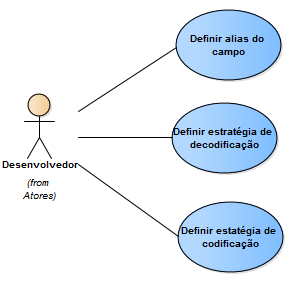 Definir alias do
campo
Definir estratégia de
decodificação
Desenvolvedor
(from
Atores)
Definir estatégia de
codificação